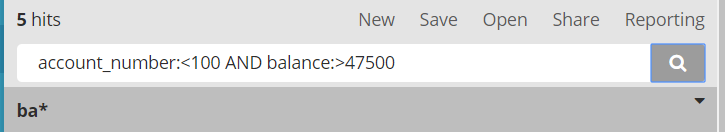 5 hits New Save Open Share Reporting
account_number:<100 AND balance:>47500
ba*